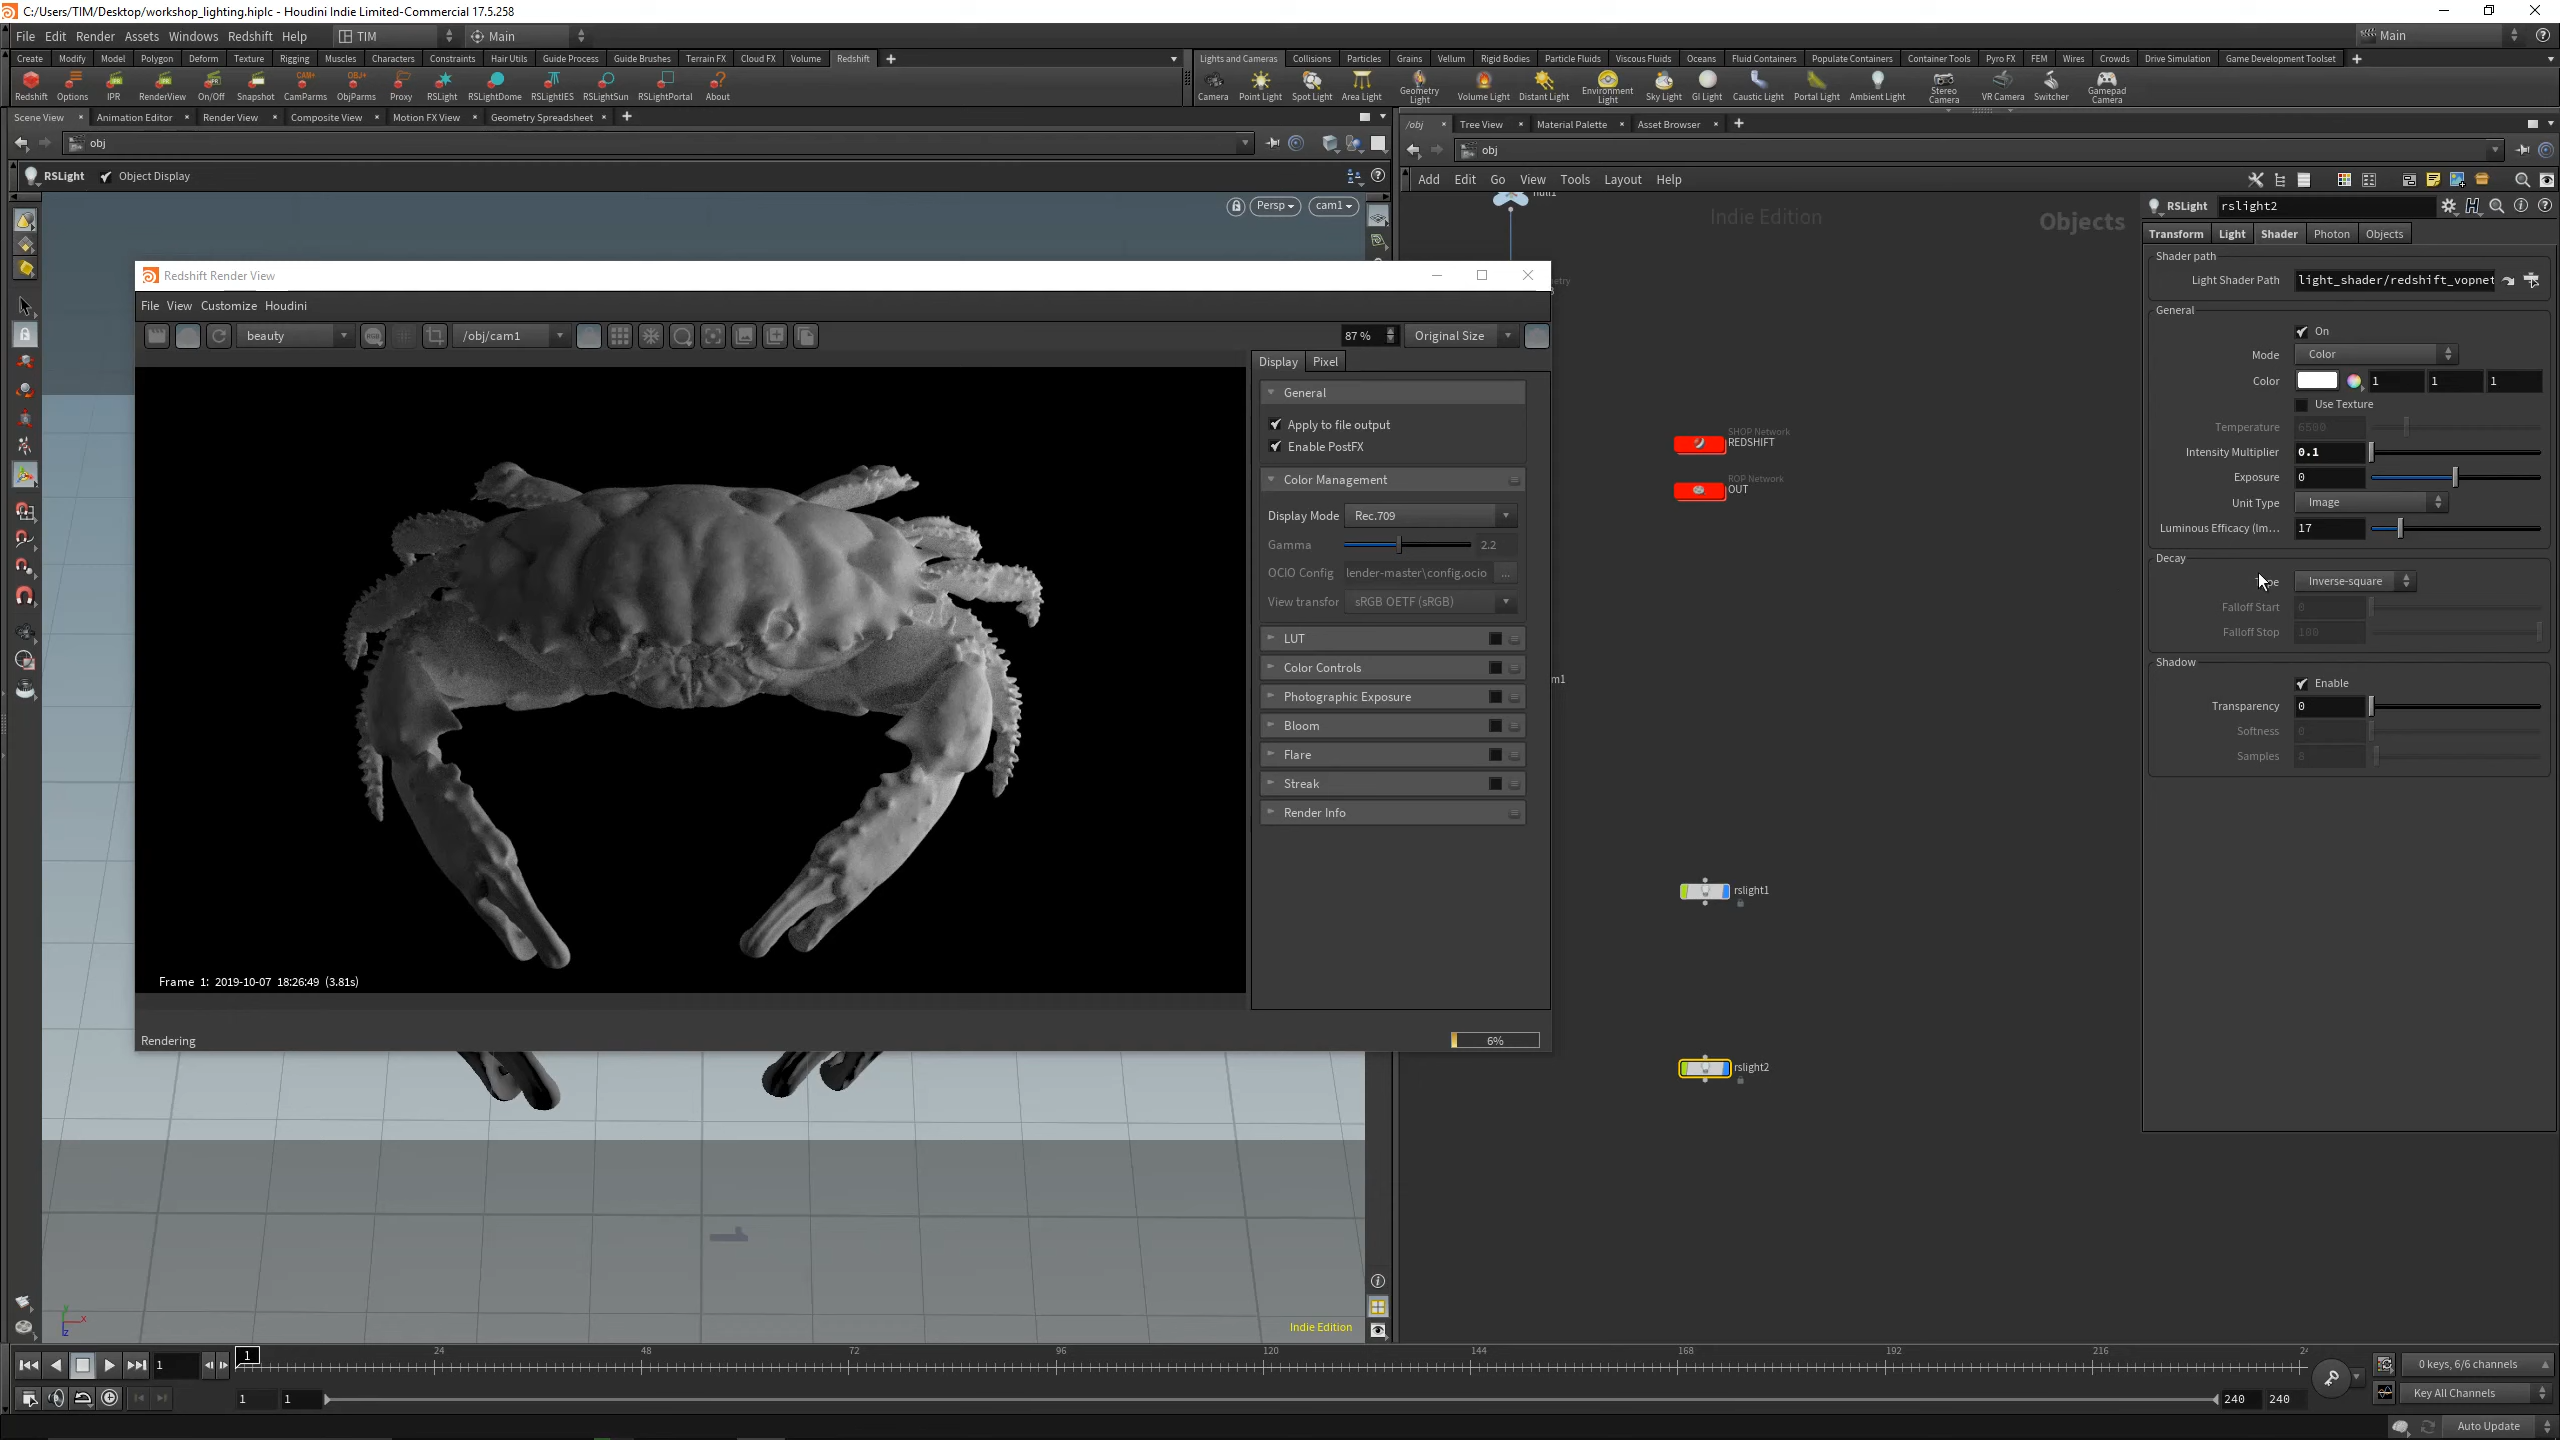 C:/Users/TIM/Desktop/workshop_lighting.hiplc - Houdini Indie Limited-Commercial 17.5.258
File Edit Render Assets Windows Redshift Help TIM Main Main
Create Modify Model Polygon Deform Texture Rigging Muscles Characters Constraints Hair Utils Guide Process Guide Brushes Terrain FX Cloud FX Volume Redshift
Lights and Cameras Collisions Particles Grains Vellum Rigid Bodies Particle Fluids Viscous Fluids Oceans Fluid Containers Populate Containers Container Tools Pyro FX FEM Wires Crowds Drive Simulation Game Development Toolset
Redshift Options IPR RenderView On/Off Snapshot CamParms ObjParms Proxy RSLight RSLightDome RSLightIES RSLightSun RSLightPortal About
Camera Point Light Spot Light Area Light Geometry Light Volume Light Distant Light Environment Light Sky Light GI Light Caustic Light Portal Light Ambient Light Stereo Camera VR Camera Switcher Gamepad Camera
Scene View Animation Editor Render View Composite View Motion FX View Geometry Spreadsheet
/obj Tree View Material Palette Asset Browser
obj
obj
RSLight Object Display
Add Edit Go View Tools Layout Help
Persp cam1
Indie Edition
Objects
RSLight rslight2
Transform Light Shader Photon Objects
Shader path
Light Shader Path light_shader/redshift_vopnet
General
On
Mode Color
Color 1 1 1
Use Texture
Temperature 6500
Intensity Multiplier 0.1
Exposure 0
Unit Type Image
Luminous Efficacy (lm... 17
Decay
Inverse-square
Falloff Start 0
Falloff Stop 100
Shadow
Enable
Transparency 0
Softness 0
Samples 8
Redshift Render View
File View Customize Houdini
beauty /obj/cam1 87 % Original Size
Display Pixel
General
Apply to file output
Enable PostFX
Color Management
Display Mode Rec.709
Gamma 2.2
OCIO Config lender-master\config.ocio ...
View transfor sRGB OETF (sRGB)
LUT
Color Controls
Photographic Exposure
Bloom
Flare
Streak
Render Info
Frame 1: 2019-10-07 18:26:49 (3.81s)
Rendering 6%
SHOP Network
REDSHIFT
ROP Network
OUT
rslight1
rslight2
Indie Edition
1 1 24 48 72 96 120 144 168 192 216
0 keys, 6/6 channels
1 1 240 240
Key All Channels
Auto Update